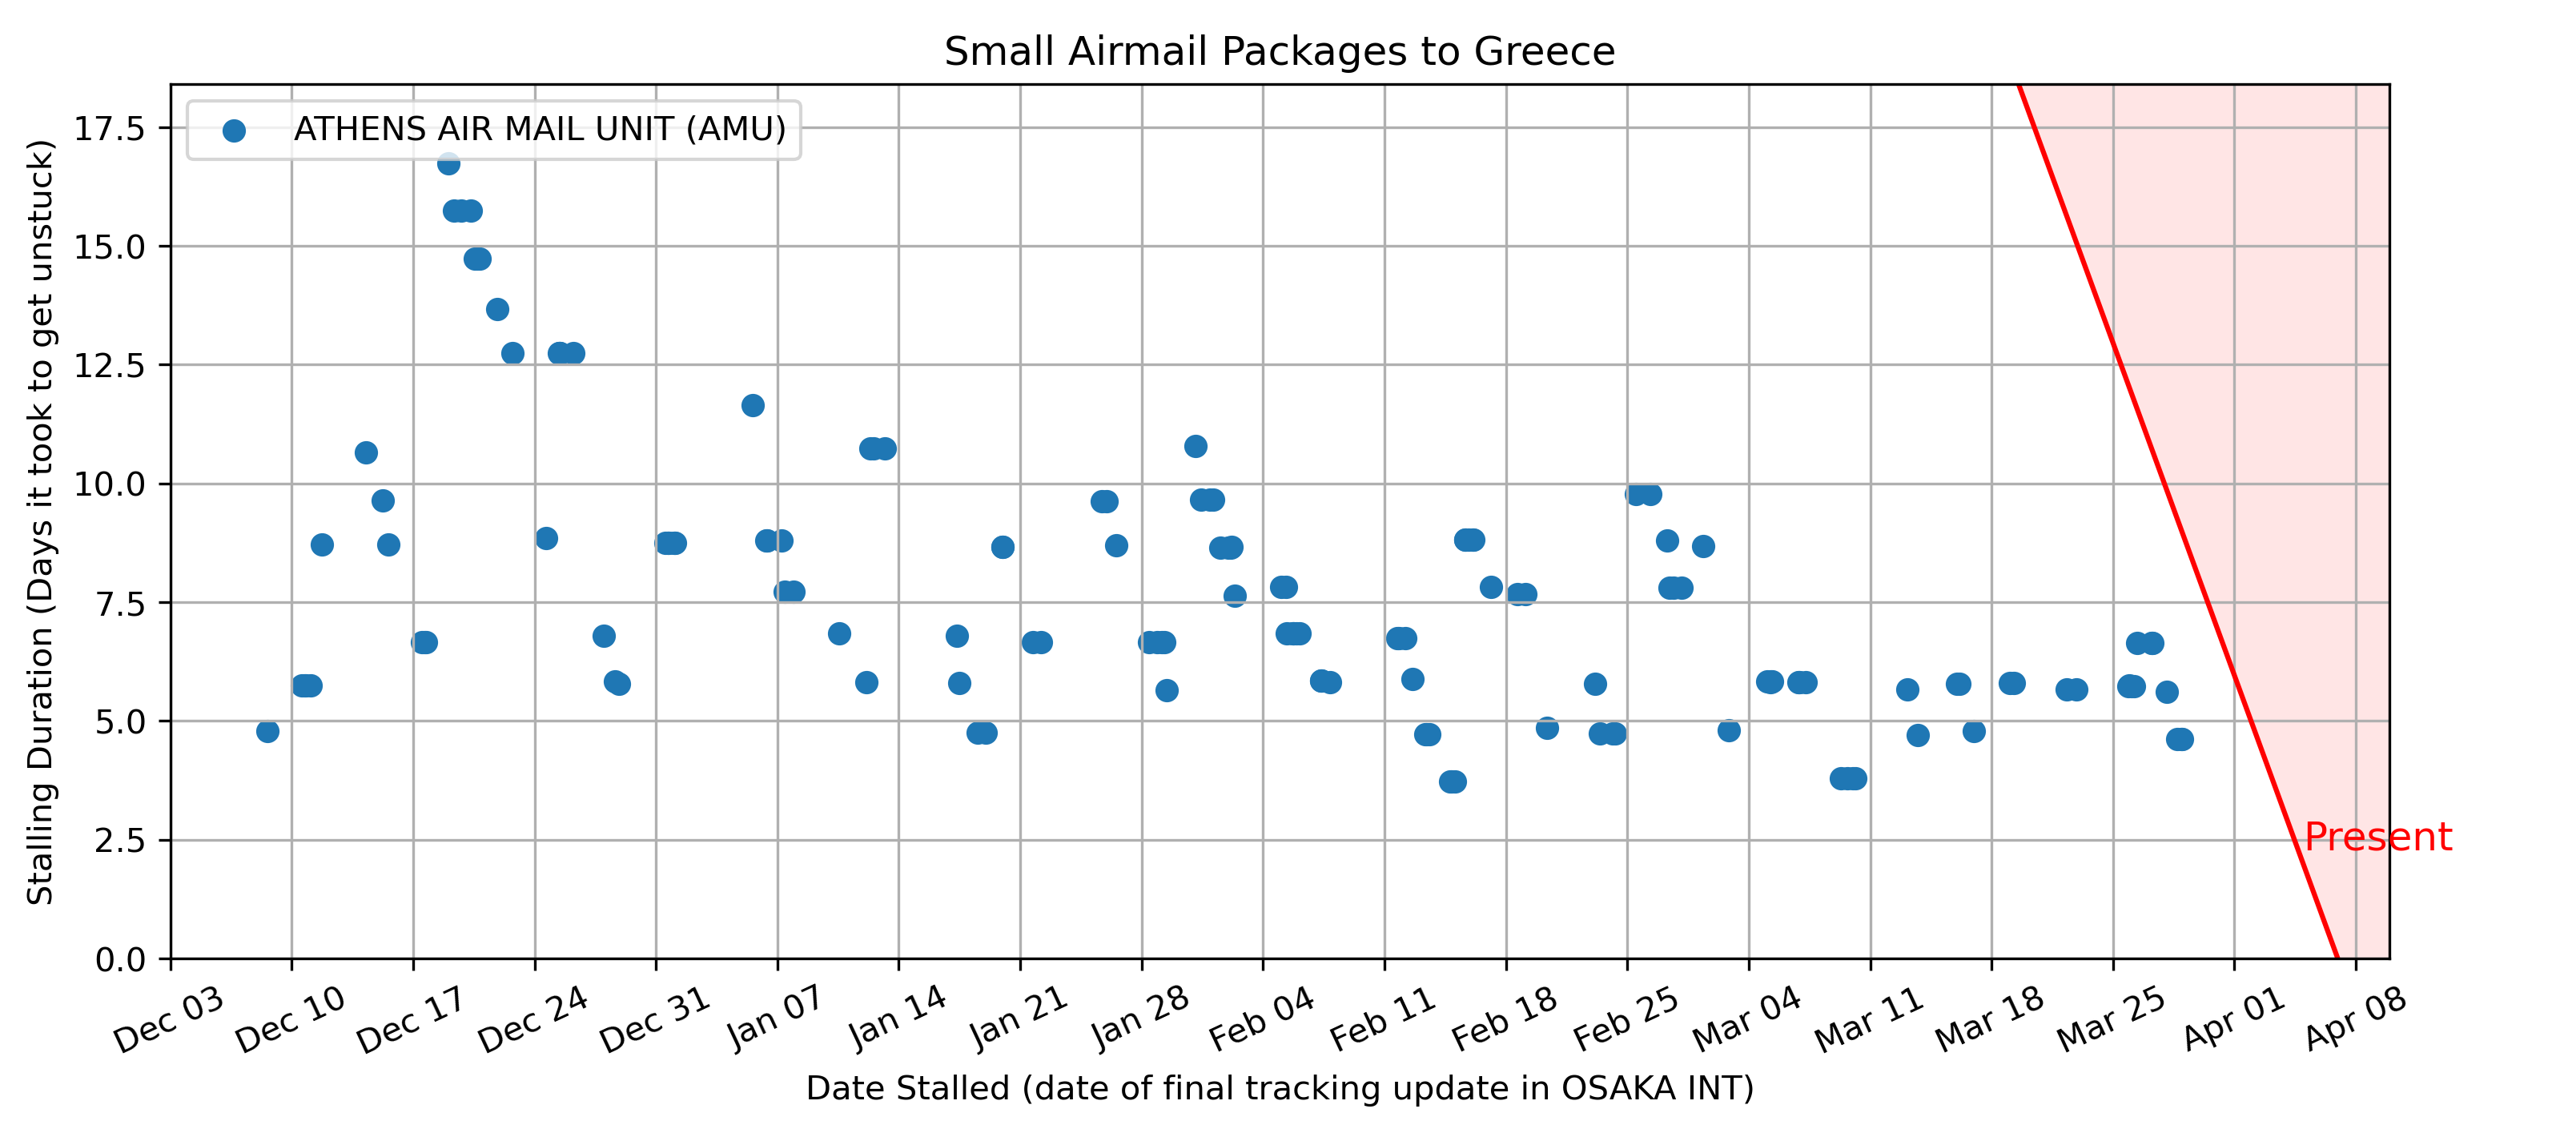 Small Airmail Packages to Greece
ATHENS AIR MAIL UNIT (AMU)
Stalling Duration (Days it took to get unstuck)
17.5
15.0
12.5
10.0
7.5
5.0
2.5
0.0
Present
Dec 03
Dec 10
Dec 17
Dec 24
Dec 31
Jan 07
Jan 14
Jan 21
Jan 28
Feb 04
Feb 11
Feb 18
Feb 25
Mar 04
Mar 11
Mar 18
Mar 25
Apr 01
Apr 08
Date Stalled (date of final tracking update in OSAKA INT)